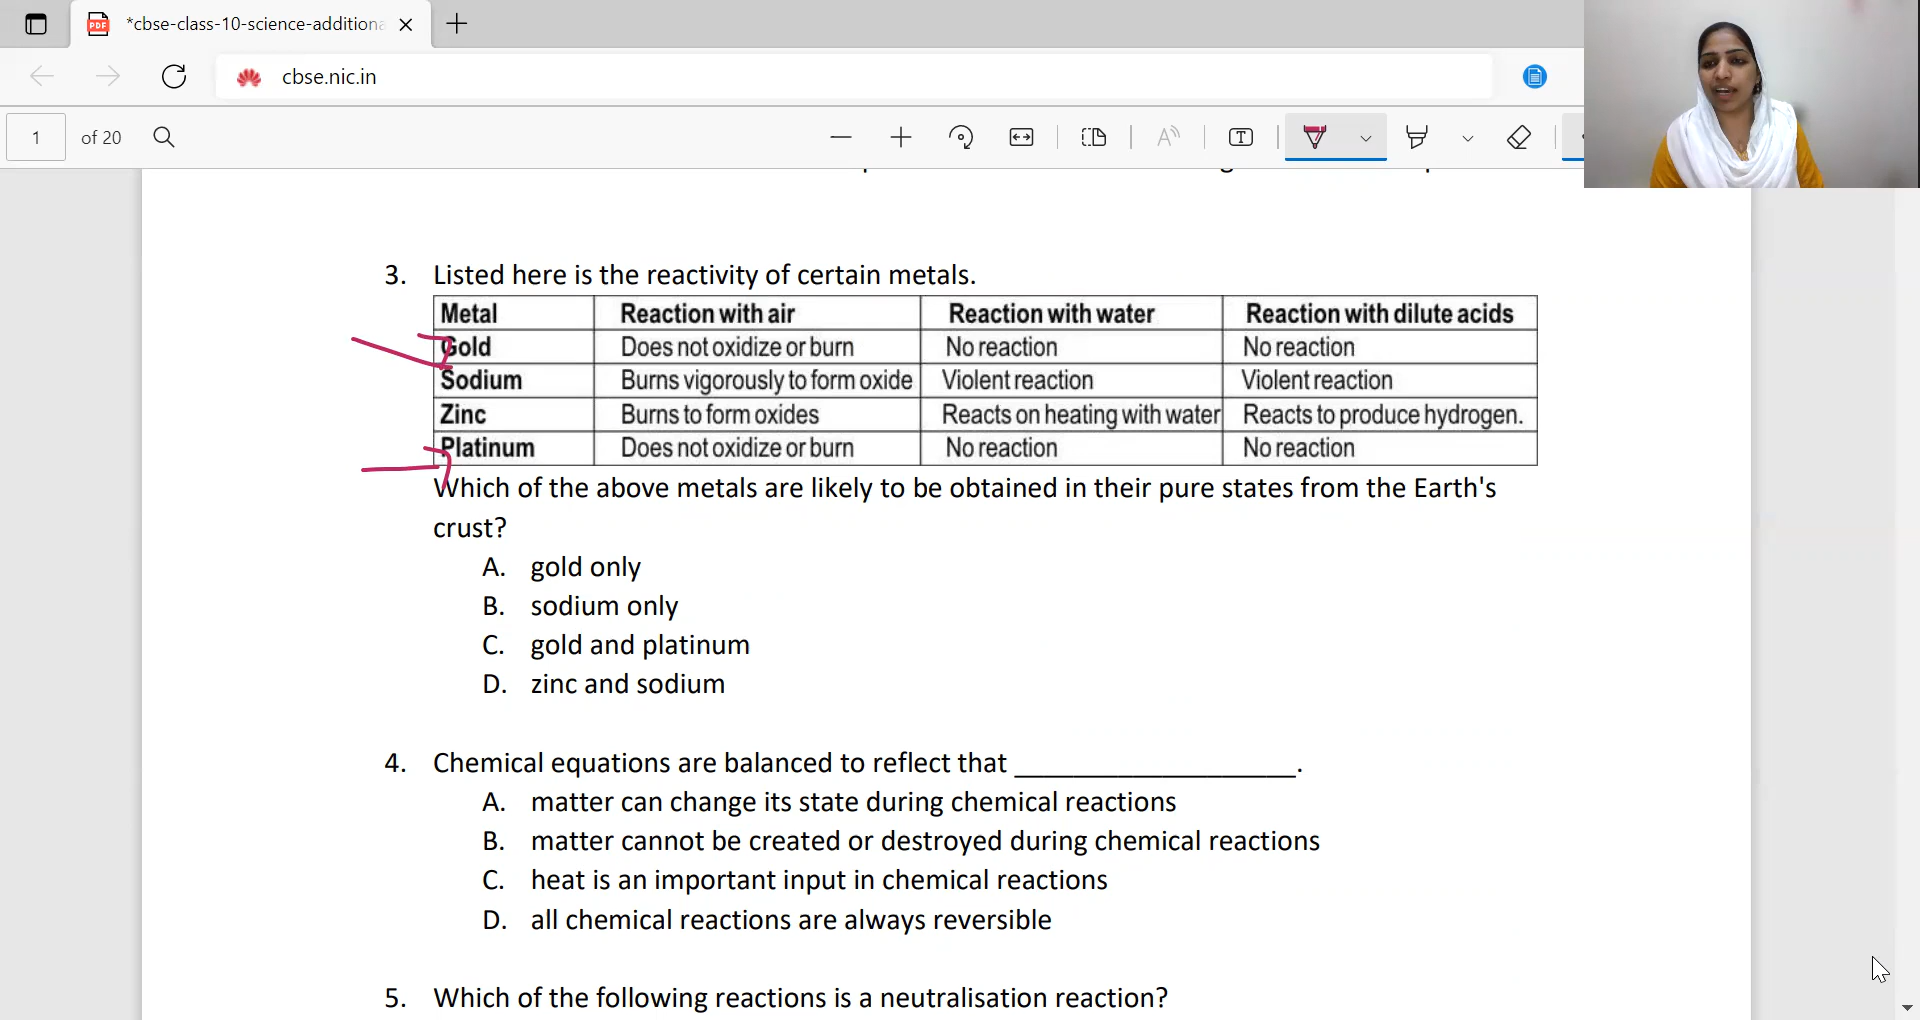 *cbse-class-10-science-additiona
cbse.nic.in
1 of 20
3. Listed here is the reactivity of certain metals.
Metal Reaction with air Reaction with water Reaction with dilute acids
Gold Does not oxidize or burn No reaction No reaction
Sodium Burns vigorously to form oxide Violent reaction Violent reaction
Zinc Burns to form oxides Reacts on heating with water Reacts to produce hydrogen.
Platinum Does not oxidize or burn No reaction No reaction
Which of the above metals are likely to be obtained in their pure states from the Earth's
crust?
A. gold only
B. sodium only
C. gold and platinum
D. zinc and sodium
4. Chemical equations are balanced to reflect that ____________________.
A. matter can change its state during chemical reactions
B. matter cannot be created or destroyed during chemical reactions
C. heat is an important input in chemical reactions
D. all chemical reactions are always reversible
5. Which of the following reactions is a neutralisation reaction?